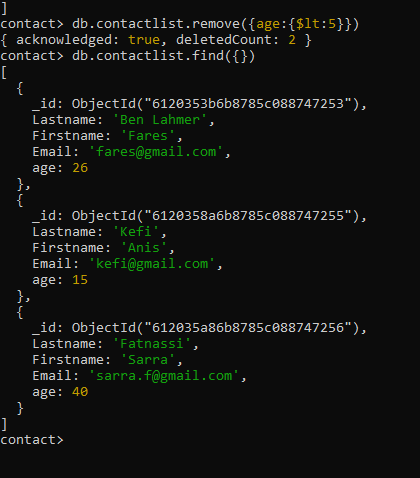 ]
contact> db.contactlist.remove({age:{$lt:5}})
{ acknowledged: true, deletedCount: 2 }
contact> db.contactlist.find({})
[
  {
    _id: ObjectId("6120353b6b8785c088747253"),
    Lastname: 'Ben Lahmer',
    Firstname: 'Fares',
    Email: 'fares@gmail.com',
    age: 26
  },
  {
    _id: ObjectId("6120358a6b8785c088747255"),
    Lastname: 'Kefi',
    Firstname: 'Anis',
    Email: 'kefi@gmail.com',
    age: 15
  },
  {
    _id: ObjectId("612035a86b8785c088747256"),
    Lastname: 'Fatnassi',
    Firstname: 'Sarra',
    Email: 'sarra.f@gmail.com',
    age: 40
  }
]
contact>